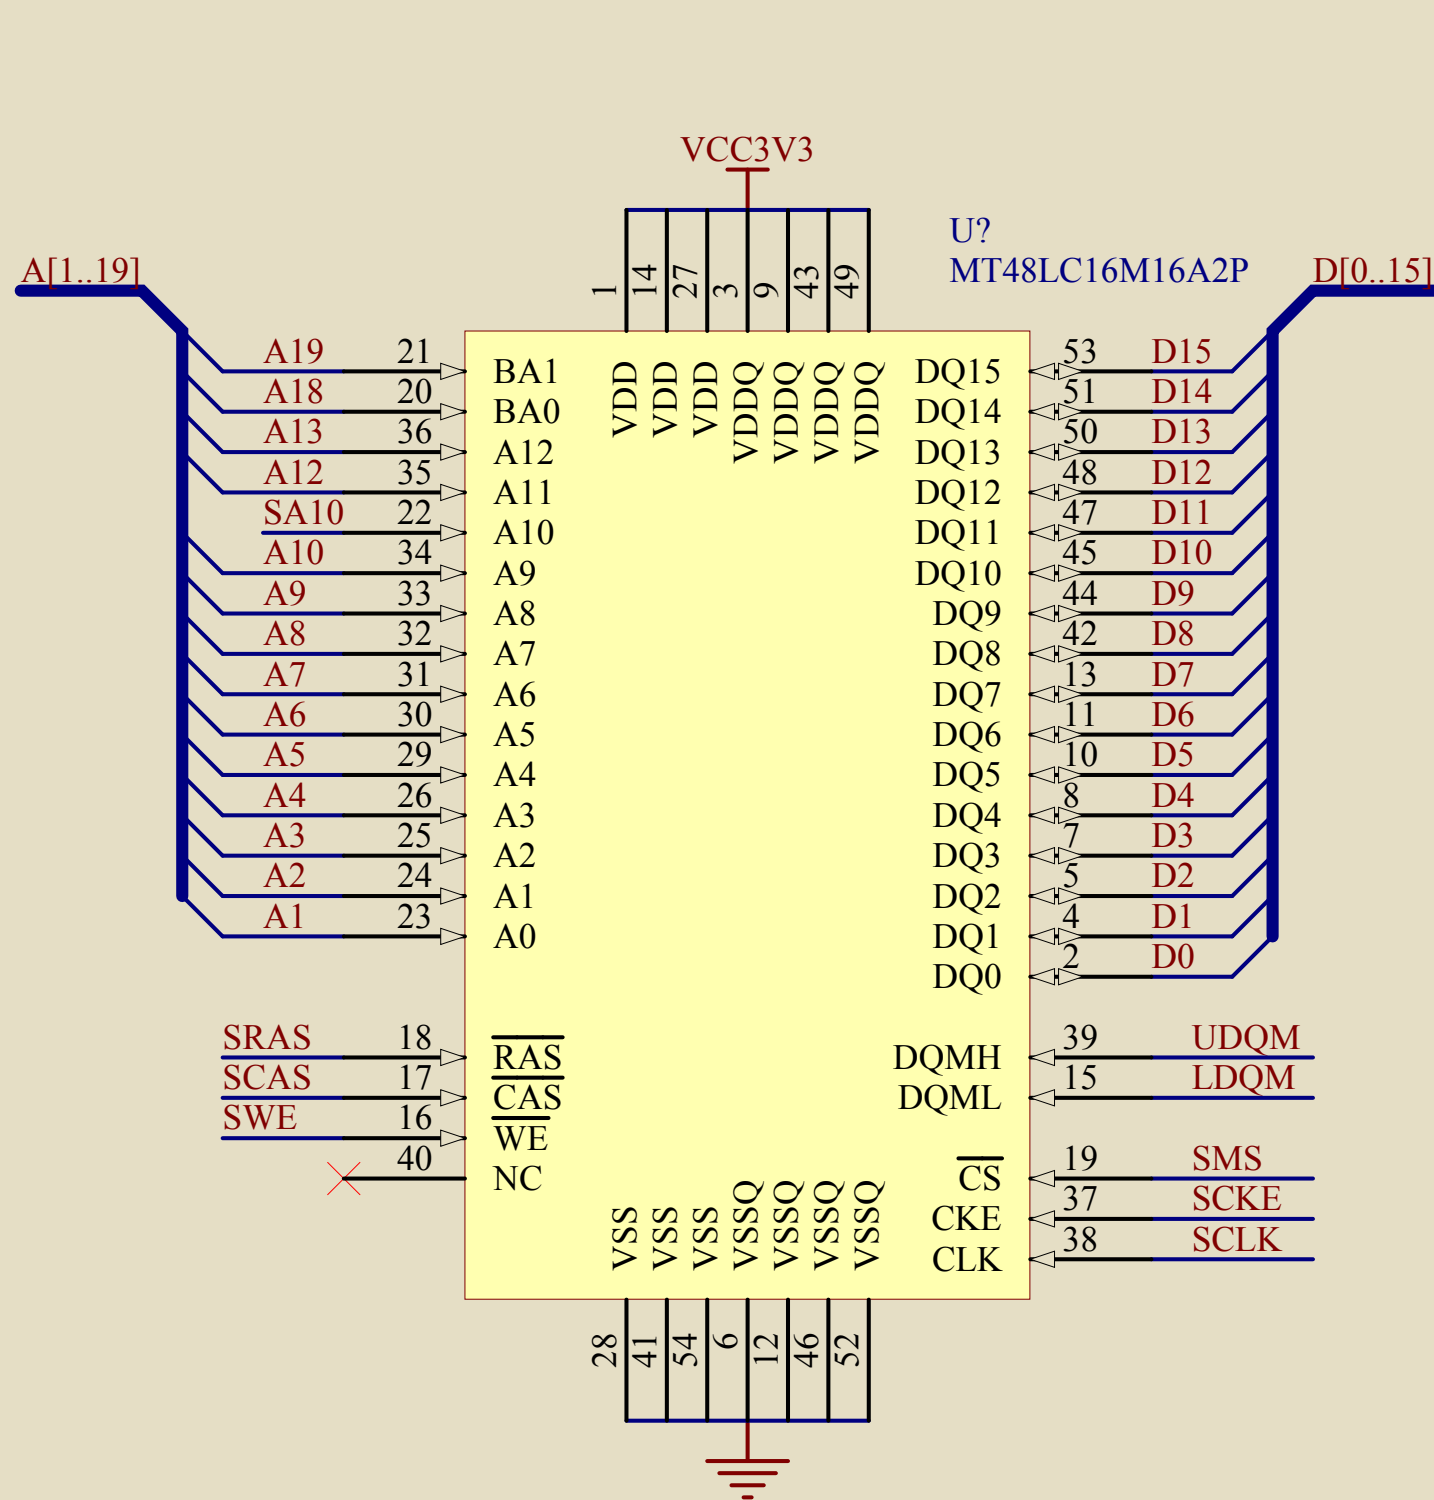 VCC3V3
U?
MT48LC16M16A2P
A[1..19]
D[0..15]
1 14 27 3 9 43 49
VDD VDD VDD VDDQ VDDQ VDDQ VDDQ
A19 21 BA1 DQ15 53 D15
A18 20 BA0 DQ14 51 D14
A13 36 A12 DQ13 50 D13
A12 35 A11 DQ12 48 D12
SA10 22 A10 DQ11 47 D11
A10 34 A9 DQ10 45 D10
A9 33 A8 DQ9 44 D9
A8 32 A7 DQ8 42 D8
A7 31 A6 DQ7 13 D7
A6 30 A5 DQ6 11 D6
A5 29 A4 DQ5 10 D5
A4 26 A3 DQ4 8 D4
A3 25 A2 DQ3 7 D3
A2 24 A1 DQ2 5 D2
A1 23 A0 DQ1 4 D1
DQ0 2 D0
SRAS 18 RAS DQMH 39 UDQM
SCAS 17 CAS DQML 15 LDQM
SWE 16 WE
40 NC CS 19 SMS
CKE 37 SCKE
CLK 38 SCLK
VSS VSS VSS VSSQ VSSQ VSSQ VSSQ
28 41 54 6 12 46 52